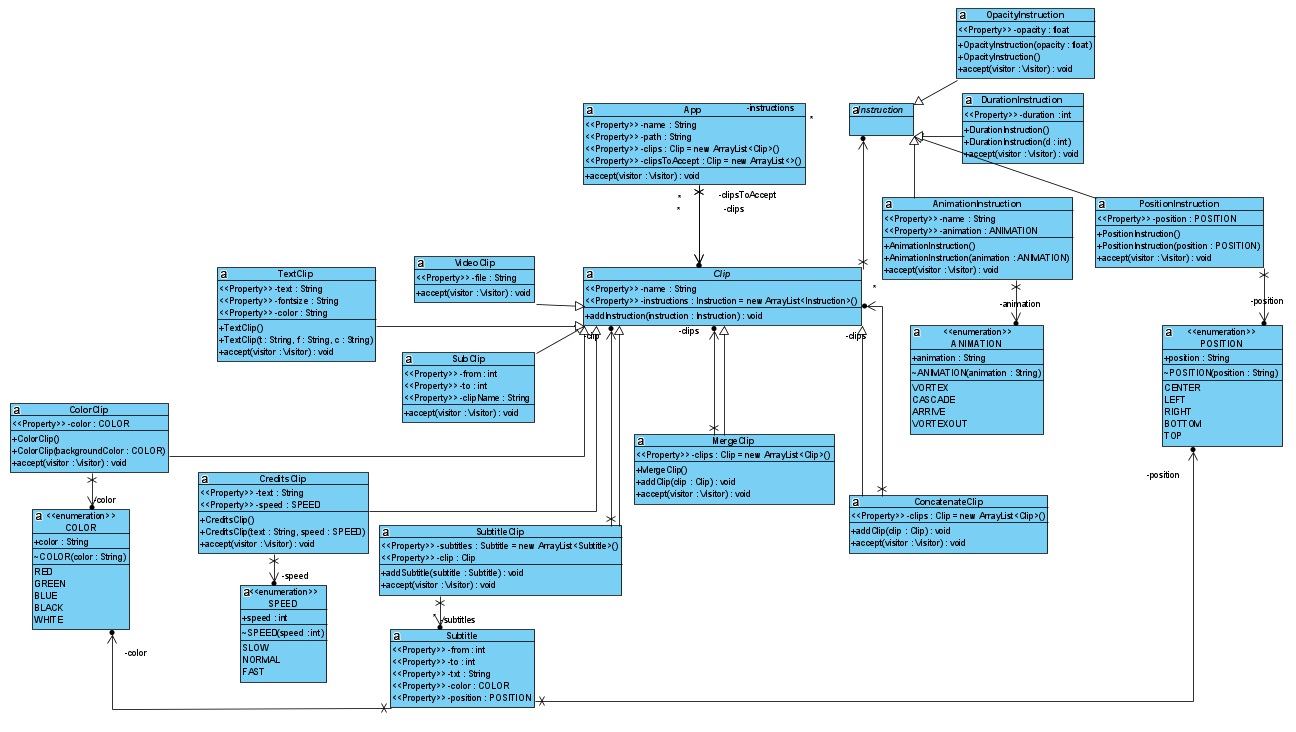 a OpacityInstruction
<<Property>> -opacity : float
+OpacityInstruction(opacity : float)
+OpacityInstruction()
+accept(visitor : Visitor) : void
a App
-instructions
*
<<Property>> -name : String
<<Property>> -path : String
<<Property>> -clips : Clip = new ArrayList<Clip>()
<<Property>> -clipsToAccept : Clip = new ArrayList<>()
+accept(visitor : Visitor) : void
a Instruction
a DurationInstruction
<<Property>> -duration : int
+DurationInstruction()
+DurationInstruction(d : int)
+accept(visitor : Visitor) : void
* -clipsToAccept
* -clips
a AnimationInstruction
<<Property>> -name : String
<<Property>> -animation : ANIMATION
+AnimationInstruction()
+AnimationInstruction(animation : ANIMATION)
+accept(visitor : Visitor) : void
a PositionInstruction
<<Property>> -position : POSITION
+PositionInstruction()
+PositionInstruction(position : POSITION)
+accept(visitor : Visitor) : void
a TextClip
<<Property>> -text : String
<<Property>> -fontsize : String
<<Property>> -color : String
+TextClip()
+TextClip(t : String, f : String, c : String)
+accept(visitor : Visitor) : void
a VideoClip
<<Property>> -file : String
+accept(visitor : Visitor) : void
a Clip
<<Property>> -name : String
<<Property>> -instructions : Instruction = new ArrayList<Instruction>()
+addInstruction(instruction : Instruction) : void
*
-clip
-clips
-clips
-animation
-position
a SubClip
<<Property>> -from : int
<<Property>> -to : int
<<Property>> -clipName : String
+accept(visitor : Visitor) : void
a <<enumeration>>
ANIMATION
+animation : String
~ANIMATION(animation : String)
VORTEX
CASCADE
ARRIVE
VORTEXOUT
a <<enumeration>>
POSITION
+position : String
~POSITION(position : String)
CENTER
LEFT
RIGHT
BOTTOM
TOP
a ColorClip
<<Property>> -color : COLOR
+ColorClip()
+ColorClip(backgroundColor : COLOR)
+accept(visitor : Visitor) : void
a MergeClip
<<Property>> -clips : Clip = new ArrayList<Clip>()
+MergeClip()
+addClip(clip : Clip) : void
+accept(visitor : Visitor) : void
-position
a CreditsClip
<<Property>> -text : String
<<Property>> -speed : SPEED
+CreditsClip()
+CreditsClip(text : String, speed : SPEED)
+accept(visitor : Visitor) : void
-color
a ConcatenateClip
<<Property>> -clips : Clip = new ArrayList<Clip>()
+addClip(clip : Clip) : void
+accept(visitor : Visitor) : void
a <<enumeration>>
COLOR
+color : String
~COLOR(color : String)
RED
GREEN
BLUE
BLACK
WHITE
a SubtitleClip
<<Property>> -subtitles : Subtitle = new ArrayList<Subtitle>()
<<Property>> -clip : Clip
+addSubtitle(subtitle : Subtitle) : void
+accept(visitor : Visitor) : void
-speed
a <<enumeration>>
SPEED
+speed : int
~SPEED(speed : int)
SLOW
NORMAL
FAST
* -subtitles
a Subtitle
<<Property>> -from : int
<<Property>> -to : int
<<Property>> -txt : String
<<Property>> -color : COLOR
<<Property>> -position : POSITION
-color